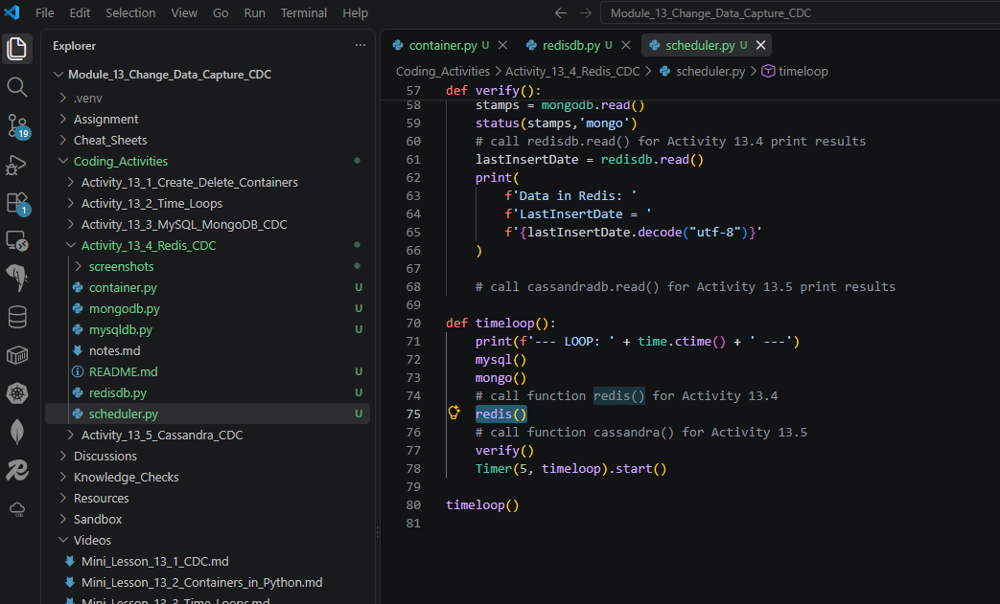 File Edit Selection View Go Run Terminal Help
Module_13_Change_Data_Capture_CDC
Explorer
Module_13_Change_Data_Capture_CDC
.venv
Assignment
Cheat_Sheets
Coding_Activities
Activity_13_1_Create_Delete_Containers
Activity_13_2_Time_Loops
Activity_13_3_MySQL_MongoDB_CDC
Activity_13_4_Redis_CDC
screenshots
container.py U
mongodb.py U
mysqldb.py U
notes.md
README.md U
redisdb.py U
scheduler.py U
Activity_13_5_Cassandra_CDC
Discussions
Knowledge_Checks
Resources
Sandbox
Videos
Mini_Lesson_13_1_CDC.md
Mini_Lesson_13_2_Containers_in_Python.md
Mini_Lesson_13_3_Time_Loops.md
19
1
CQL
container.py U redisdb.py U scheduler.py U
Coding_Activities > Activity_13_4_Redis_CDC > scheduler.py > timeloop
57 def verify():
58 stamps = mongodb.read()
59 status(stamps,'mongo')
60 # call redisdb.read() for Activity 13.4 print results
61 lastInsertDate = redisdb.read()
62 print(
63 f'Data in Redis: '
64 f'LastInsertDate = '
65 f'{lastInsertDate.decode("utf-8")}'
66 )
67
68 # call cassandradb.read() for Activity 13.5 print results
69
70 def timeloop():
71 print(f'--- LOOP: ' + time.ctime() + ' ---')
72 mysql()
73 mongo()
74 # call function redis() for Activity 13.4
75 redis()
76 # call function cassandra() for Activity 13.5
77 verify()
78 Timer(5, timeloop).start()
79
80 timeloop()
81